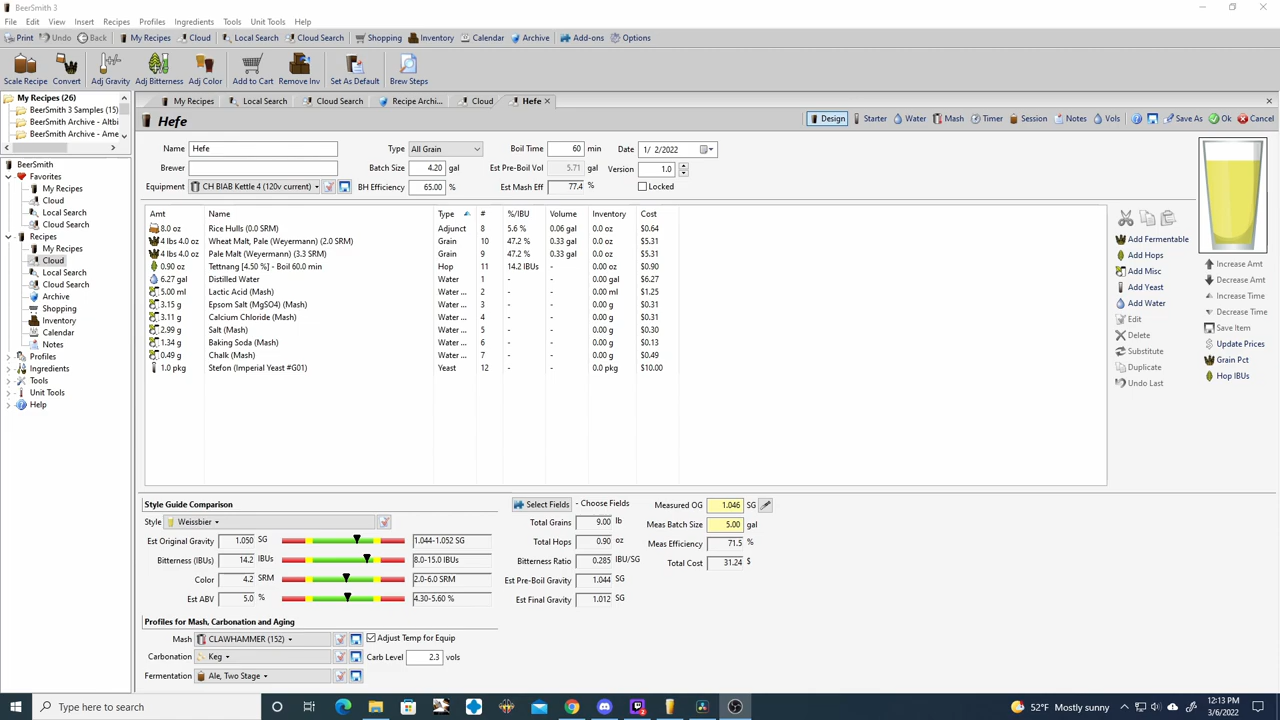 BeerSmith 3
File Edit View Insert Recipes Profiles Ingredients Tools Unit Tools Help
Print Undo Back My Recipes Cloud Local Search Cloud Search Shopping Inventory Calendar Archive Add-ons Options
Scale Recipe Convert Adj Gravity Adj Bitterness Adj Color Add to Cart Remove Inv Set As Default Brew Steps
My Recipes (26)
BeerSmith 3 Samples (15)
BeerSmith Archive - Altbi
BeerSmith Archive - Ame
BeerSmith
Favorites
My Recipes
Cloud
Local Search
Cloud Search
Recipes
My Recipes
Cloud
Local Search
Cloud Search
Archive
Shopping
Inventory
Calendar
Notes
Profiles
Ingredients
Tools
Unit Tools
Help
My Recipes Local Search Cloud Search Recipe Archi... Cloud Hefe
Hefe
Design Starter Water Mash Timer Session Notes Vols Save As Ok Cancel
Name Hefe Type All Grain Boil Time 60 min Date 1/ 2/2022
Brewer Batch Size 4.20 gal Est Pre-Boil Vol 5.71 gal Version 1.0
Equipment CH BIAB Kettle 4 (120v current) BH Efficiency 65.00 % Est Mash Eff 77.4 % Locked
Amt Name Type # %/IBU Volume Inventory Cost
8.0 oz Rice Hulls (0.0 SRM) Adjunct 8 5.6 % 0.06 gal 0.0 oz $0.64
4 lbs 4.0 oz Wheat Malt, Pale (Weyermann) (2.0 SRM) Grain 10 47.2 % 0.33 gal 0.0 oz $5.31
4 lbs 4.0 oz Pale Malt (Weyermann) (3.3 SRM) Grain 9 47.2 % 0.33 gal 0.0 oz $5.31
0.90 oz Tettnang [4.50 %] - Boil 60.0 min Hop 11 14.2 IBUs - 0.00 oz $0.90
6.27 gal Distilled Water Water 1 - - 0.00 gal $6.27
5.00 ml Lactic Acid (Mash) Water ... 2 - - 0.00 ml $1.25
3.15 g Epsom Salt (MgSO4) (Mash) Water ... 3 - - 0.00 g $0.31
3.11 g Calcium Chloride (Mash) Water ... 4 - - 0.00 g $0.31
2.99 g Salt (Mash) Water ... 5 - - 0.00 g $0.30
1.34 g Baking Soda (Mash) Water ... 6 - - 0.00 g $0.13
0.49 g Chalk (Mash) Water ... 7 - - 0.00 g $0.49
1.0 pkg Stefon (Imperial Yeast #G01) Yeast 12 - - 0.0 pkg $10.00
Add Fermentable
Add Hops
Add Misc
Add Yeast
Add Water
Edit
Delete
Substitute
Duplicate
Undo Last
Increase Amt
Decrease Amt
Increase Time
Decrease Time
Save Item
Update Prices
Grain Pct
Hop IBUs
Style Guide Comparison
Style Weissbier
Est Original Gravity 1.050 SG 1.044-1.052 SG
Bitterness (IBUs) 14.2 IBUs 8.0-15.0 IBUs
Color 4.2 SRM 2.0-6.0 SRM
Est ABV 5.0 % 4.30-5.60 %
Select Fields - Choose Fields
Total Grains 9.00 lb
Total Hops 0.90 oz
Bitterness Ratio 0.285 IBU/SG
Est Pre-Boil Gravity 1.044 SG
Est Final Gravity 1.012 SG
Measured OG 1.046 SG
Meas Batch Size 5.00 gal
Meas Efficiency 71.5 %
Total Cost 31.24 $
Profiles for Mash, Carbonation and Aging
Mash CLAWHAMMER (152) Adjust Temp for Equip
Carbonation Keg Carb Level 2.3 vols
Fermentation Ale, Two Stage
Type here to search
52°F Mostly sunny
12:13 PM
3/6/2022